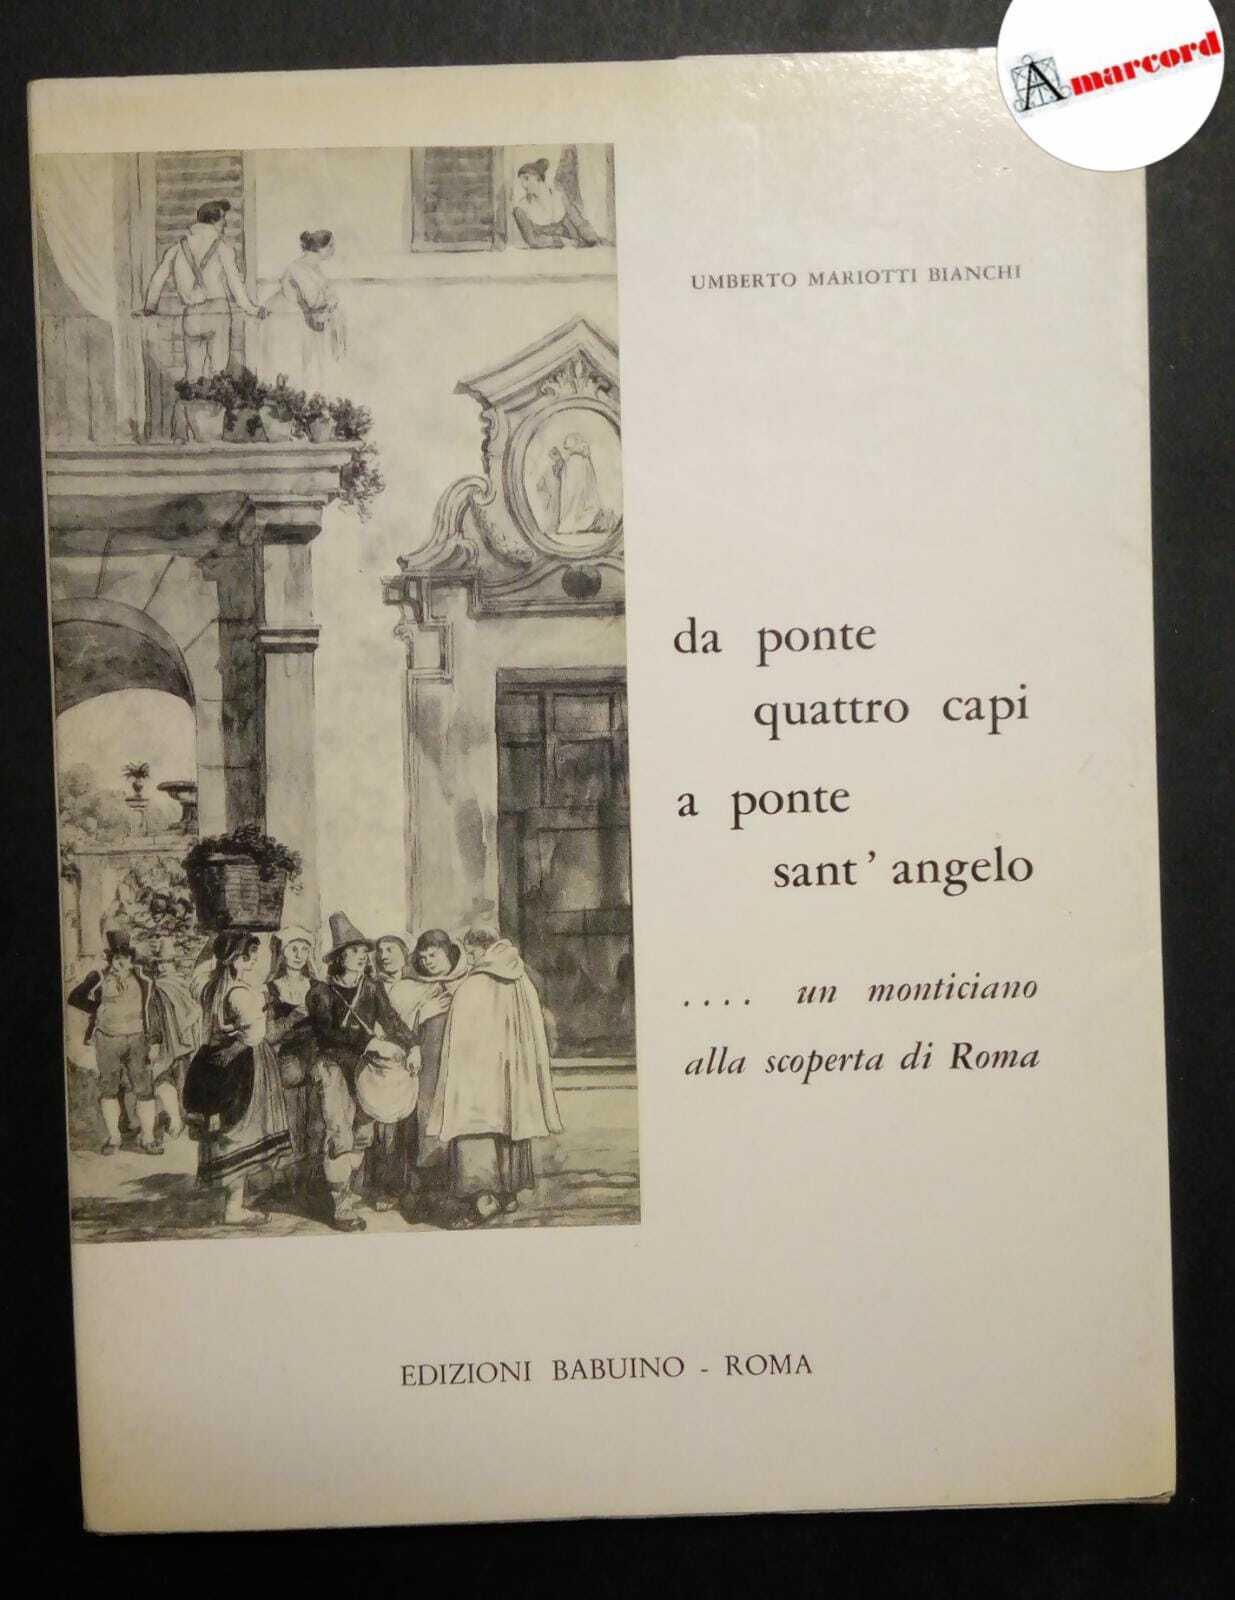 Amarcord
UMBERTO MARIOTTI BIANCHI
da ponte
quattro capi
a ponte
sant' angelo
.... un monticiano
alla scoperta di Roma
EDIZIONI BABUINO - ROMA